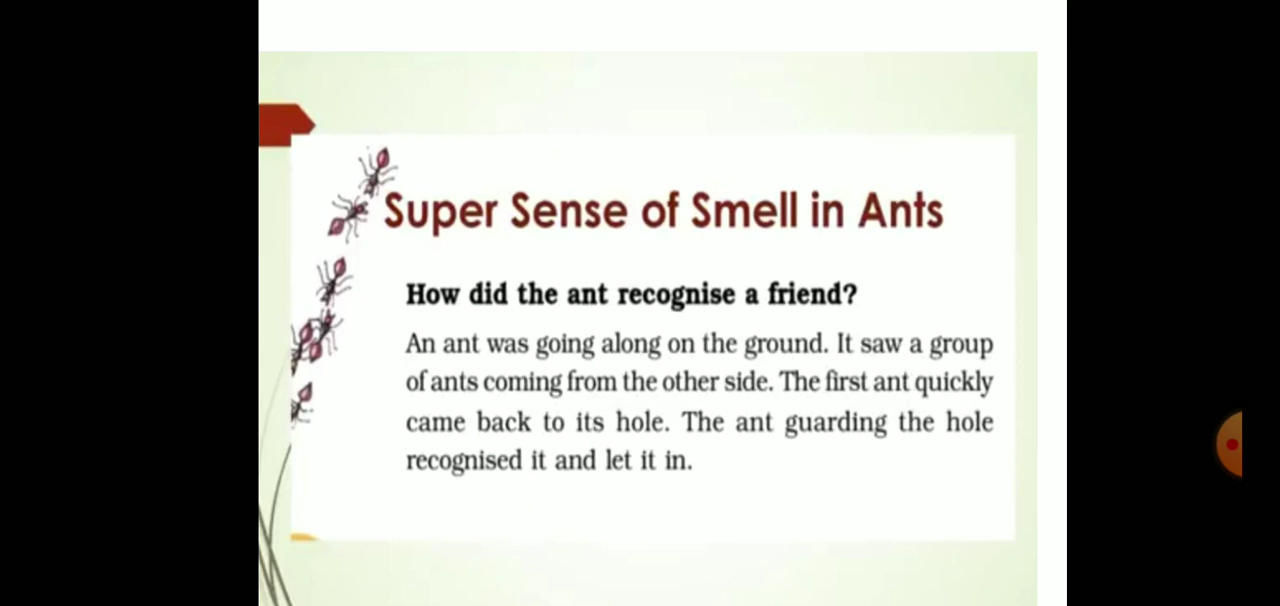 Super Sense of Smell in Ants
How did the ant recognise a friend?
An ant was going along on the ground. It saw a group
of ants coming from the other side. The first ant quickly
came back to its hole. The ant guarding the hole
recognised it and let it in.